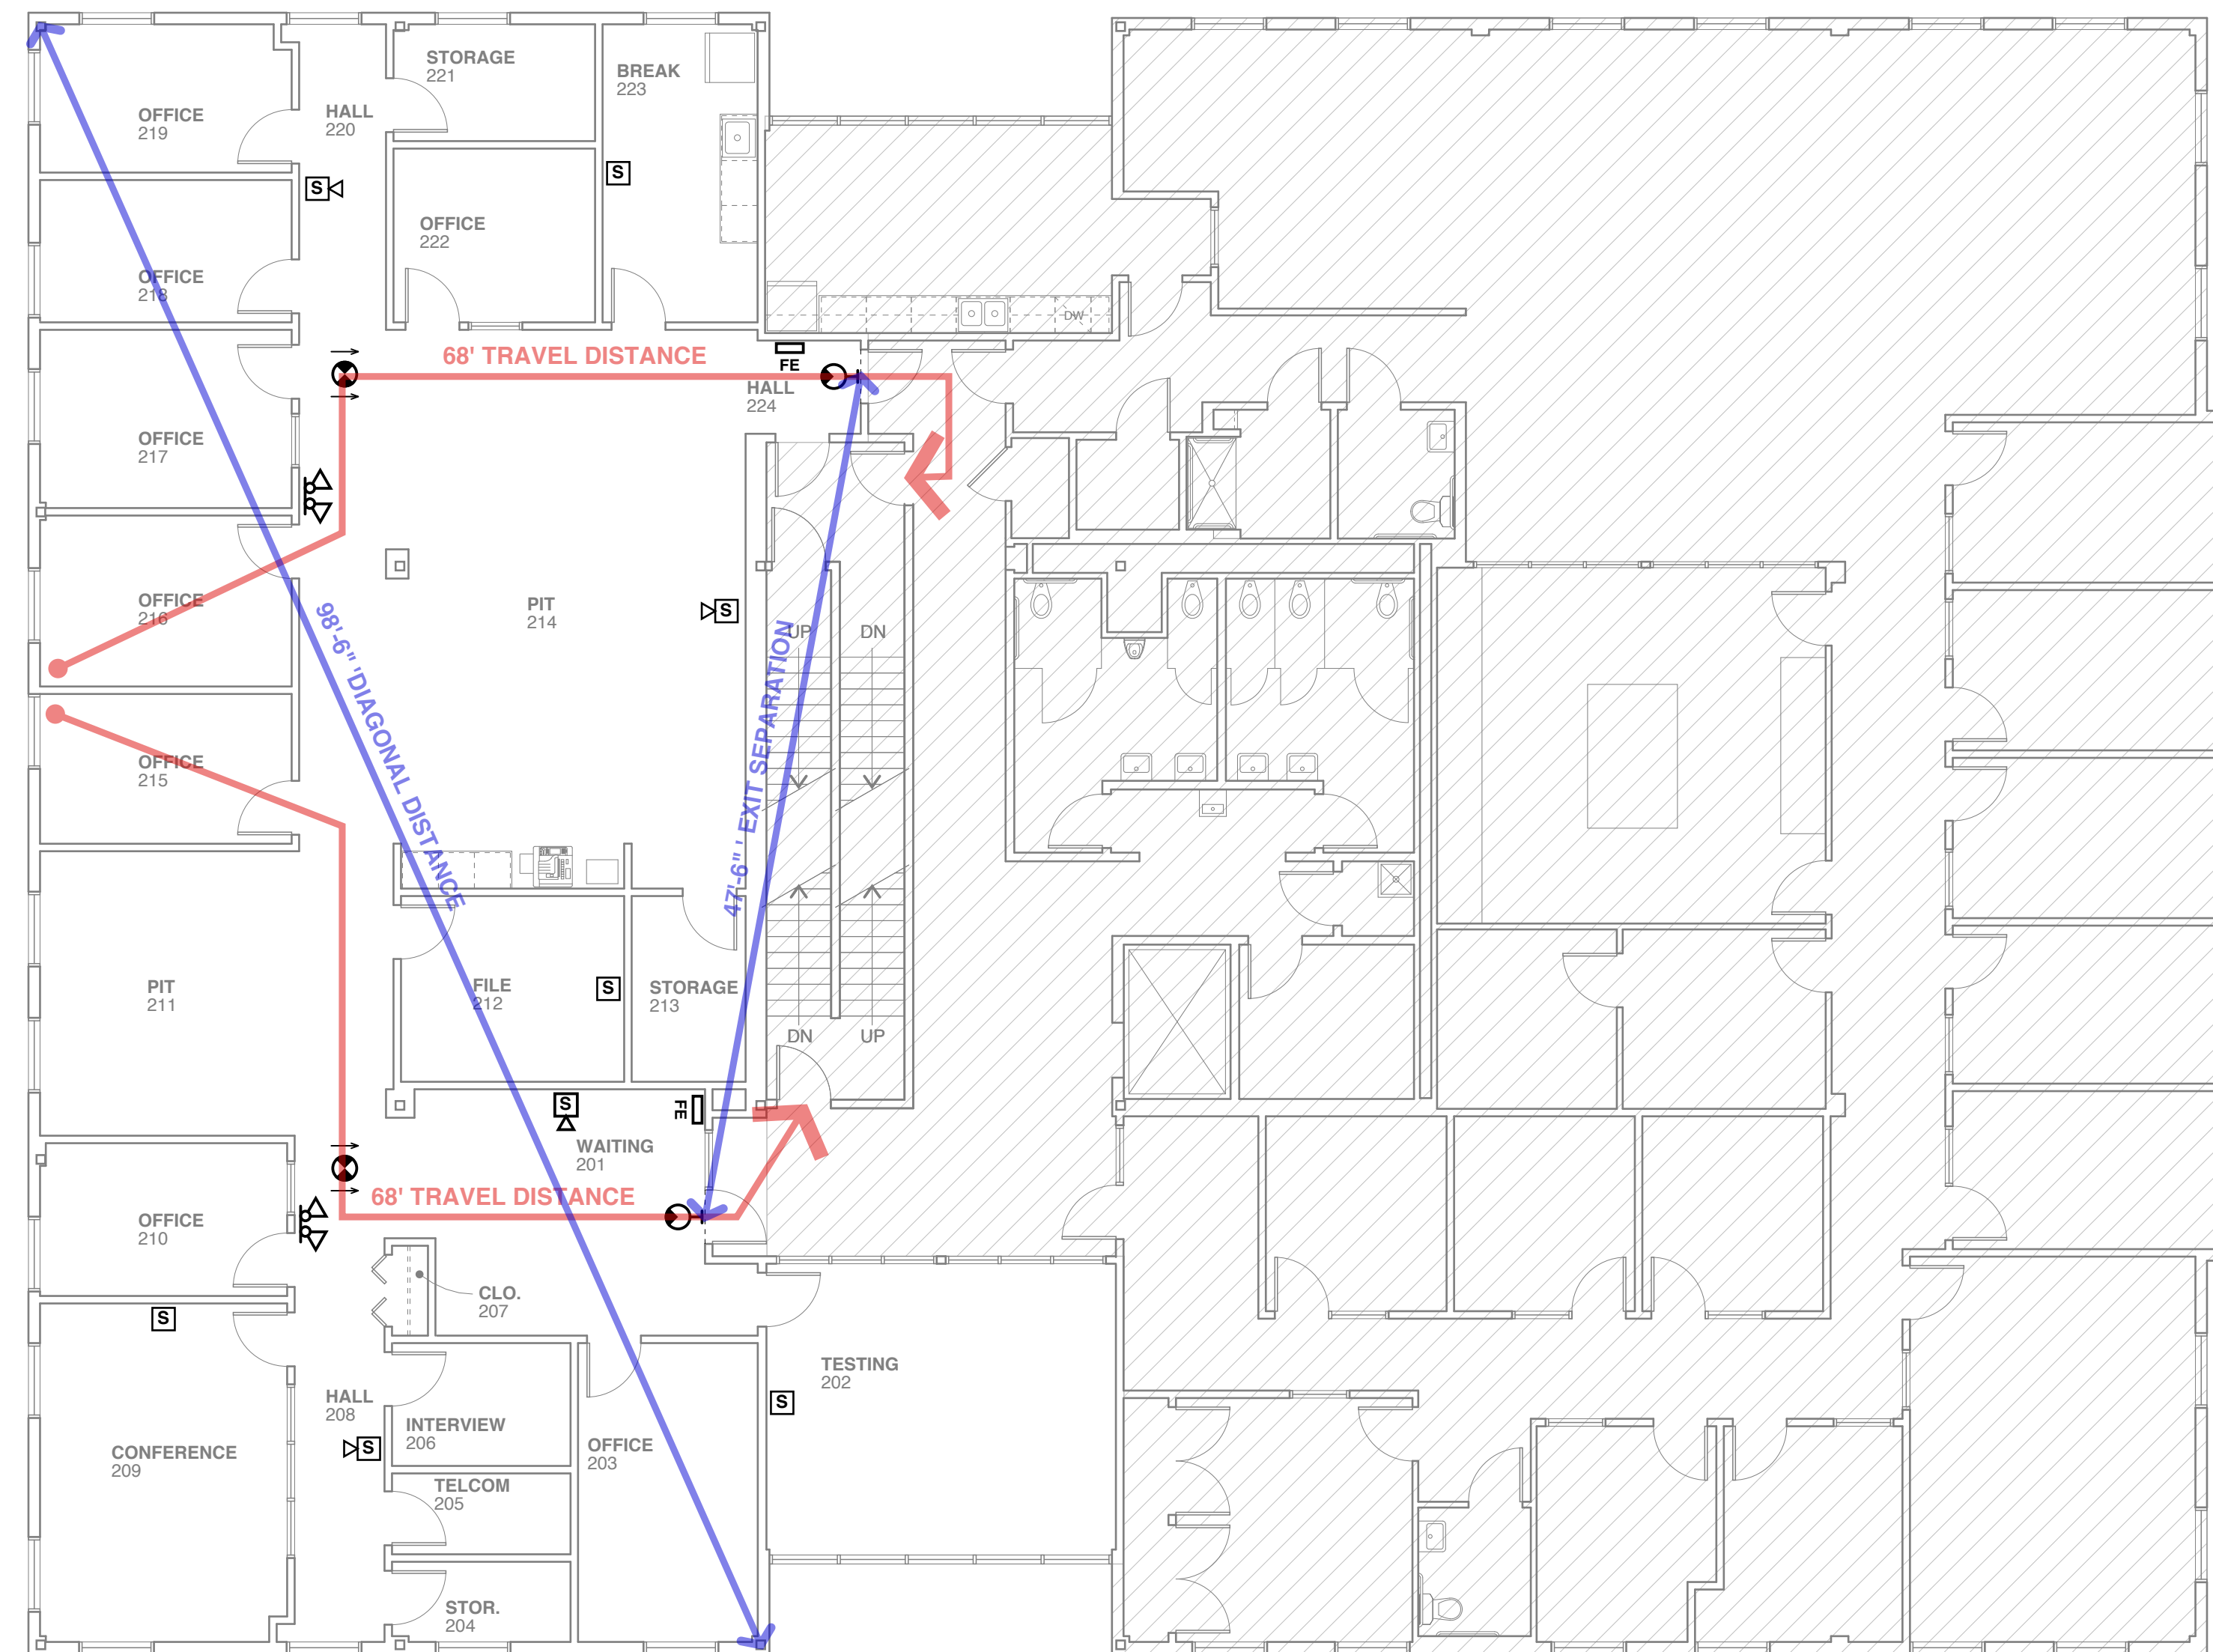 STORAGE
221
BREAK
223
OFFICE
219
HALL
220
S
S
OFFICE
222
OFFICE
218
DW
68' TRAVEL DISTANCE
FE
HALL
224
OFFICE
217
OFFICE
216
PIT
214
S
UP
DN
98'-6" 'DIAGONAL DISTANCE
47'-6" ' EXIT SEPARATION
OFFICE
215
PIT
211
FILE
212
S
STORAGE
213
DN
UP
S
FE
WAITING
201
68' TRAVEL DISTANCE
OFFICE
210
CLO.
207
S
TESTING
202
S
HALL
208
INTERVIEW
206
S
OFFICE
203
CONFERENCE
209
TELCOM
205
STOR.
204